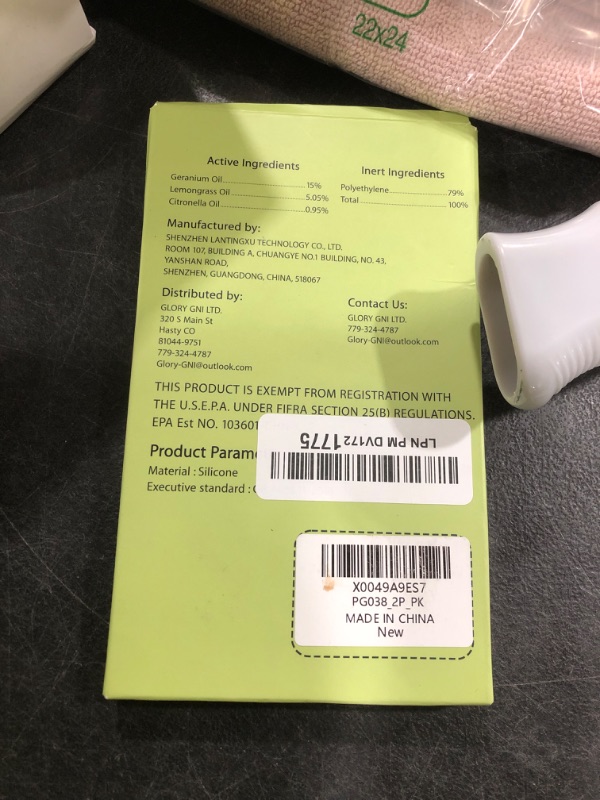 22x24
Active Ingredients
Geranium Oil 15%
Lemongrass Oil 5.05%
Citronella Oil 0.95%
Inert Ingredients
Polyethylene 79%
Total 100%
Manufactured by:
SHENZHEN LANTINGXU TECHNOLOGY CO., LTD.
ROOM 107, BUILDING A, CHUANGYE NO.1 BUILDING, NO. 43,
YANSHAN ROAD,
SHENZHEN, GUANGDONG, CHINA, 518067
Distributed by:
GLORY GNI LTD.
320 S Main St
Hasty CO
81044-9751
779-324-4787
Glory-GNI@outlook.com
Contact Us:
GLORY GNI LTD.
779-324-4787
Glory-GNI@outlook.com
THIS PRODUCT IS EXEMPT FROM REGISTRATION WITH
THE U.S.E.P.A. UNDER FIFRA SECTION 25(B) REGULATIONS.
EPA Est NO. 103601
LPN PM DV172 1775
Product Param
Material : Silicone
Executive standard :
X0049A9ES7
PG038_2P_PK
MADE IN CHINA
New